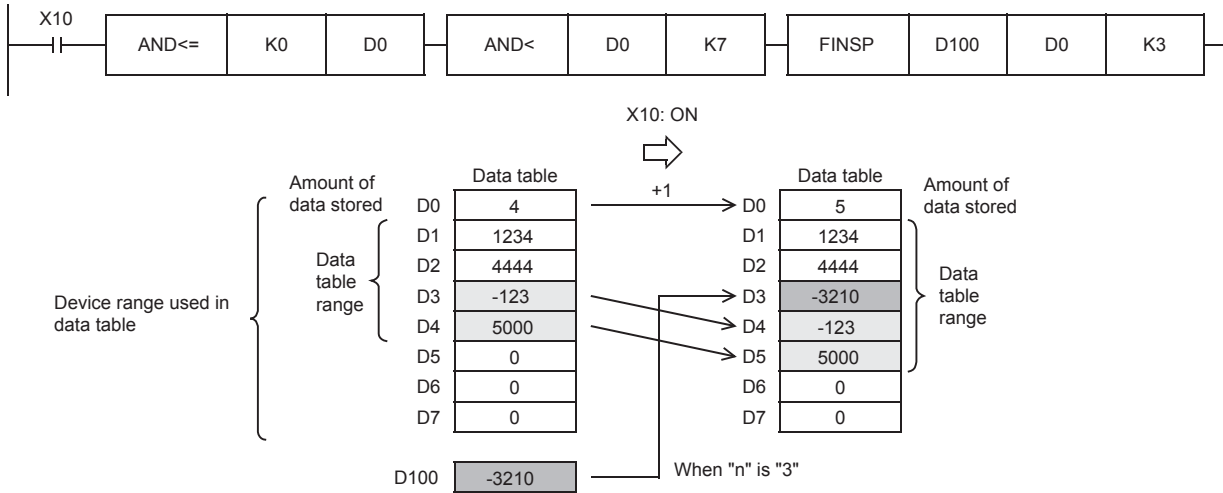 X10
AND<= K0 D0 AND< D0 K7 FINSP D100 D0 K3
X10: ON
Data table Data table
Amount of
data stored
+1
Amount of
data stored
D0 4 D0 5
D1 1234 D1 1234
D2 4444 D2 4444
D3 -123 D3 -3210
D4 5000 D4 -123
D5 0 D5 5000
D6 0 D6 0
D7 0 D7 0
Data
table
range
Data
table
range
Device range used in
data table
D100 -3210
When "n" is "3"